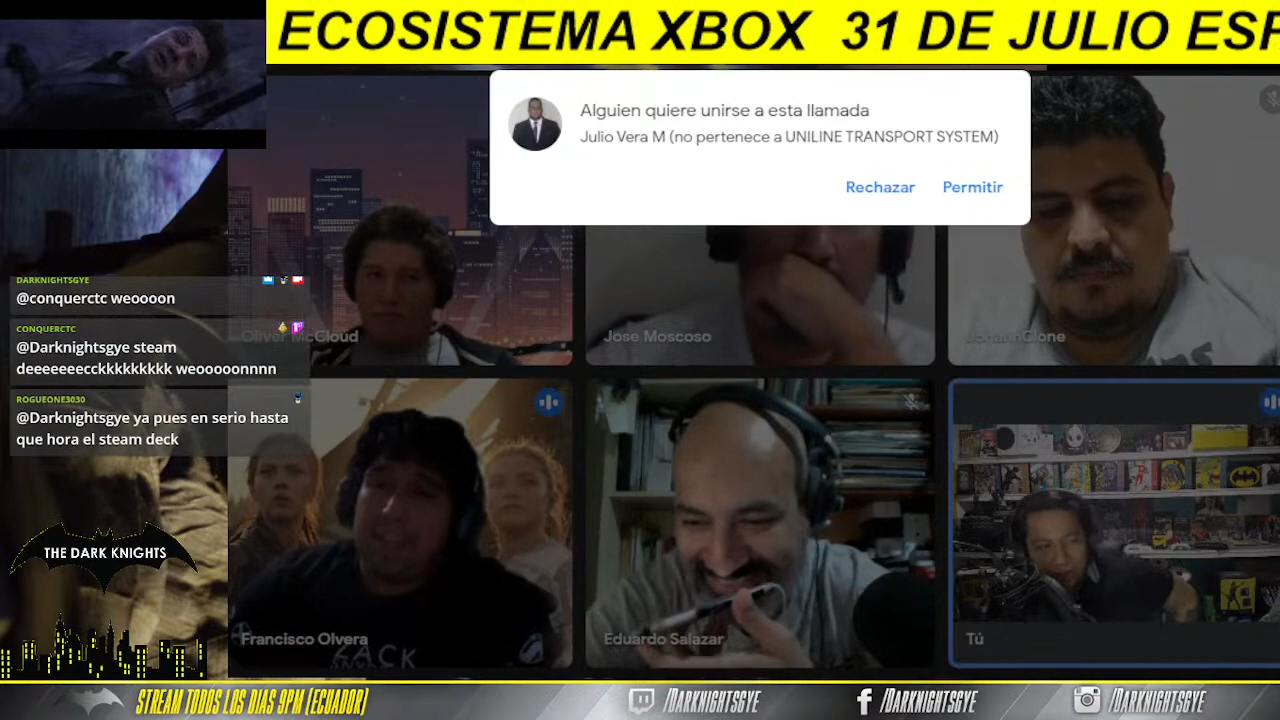 ECOSISTEMA XBOX 31 DE JULIO ESP
Alguien quiere unirse a esta llamada
Julio Vera M (no pertenece a UNILINE TRANSPORT SYSTEM)
Rechazar Permitir
DARKNIGHTSGYE
@conquerctc weoooon
CONQUERCTC
@Darknightsgye steam
deeeeeeecckkkkkkkkk weooooonnnn
ROGUEONE3030
@Darknightsgye ya pues en serio hasta
que hora el steam deck
Oliver McCloud
Jose Moscoso
JohannClone
THE DARK KNIGHTS
Francisco Olvera
ZACK
Eduardo Salazar
Tú
STREAM TODOS LOS DIAS 9PM (ECUADOR)
/DARKNIGHTSGYE
/DARKNIGHTSGYE
/DARKNIGHTSGYE